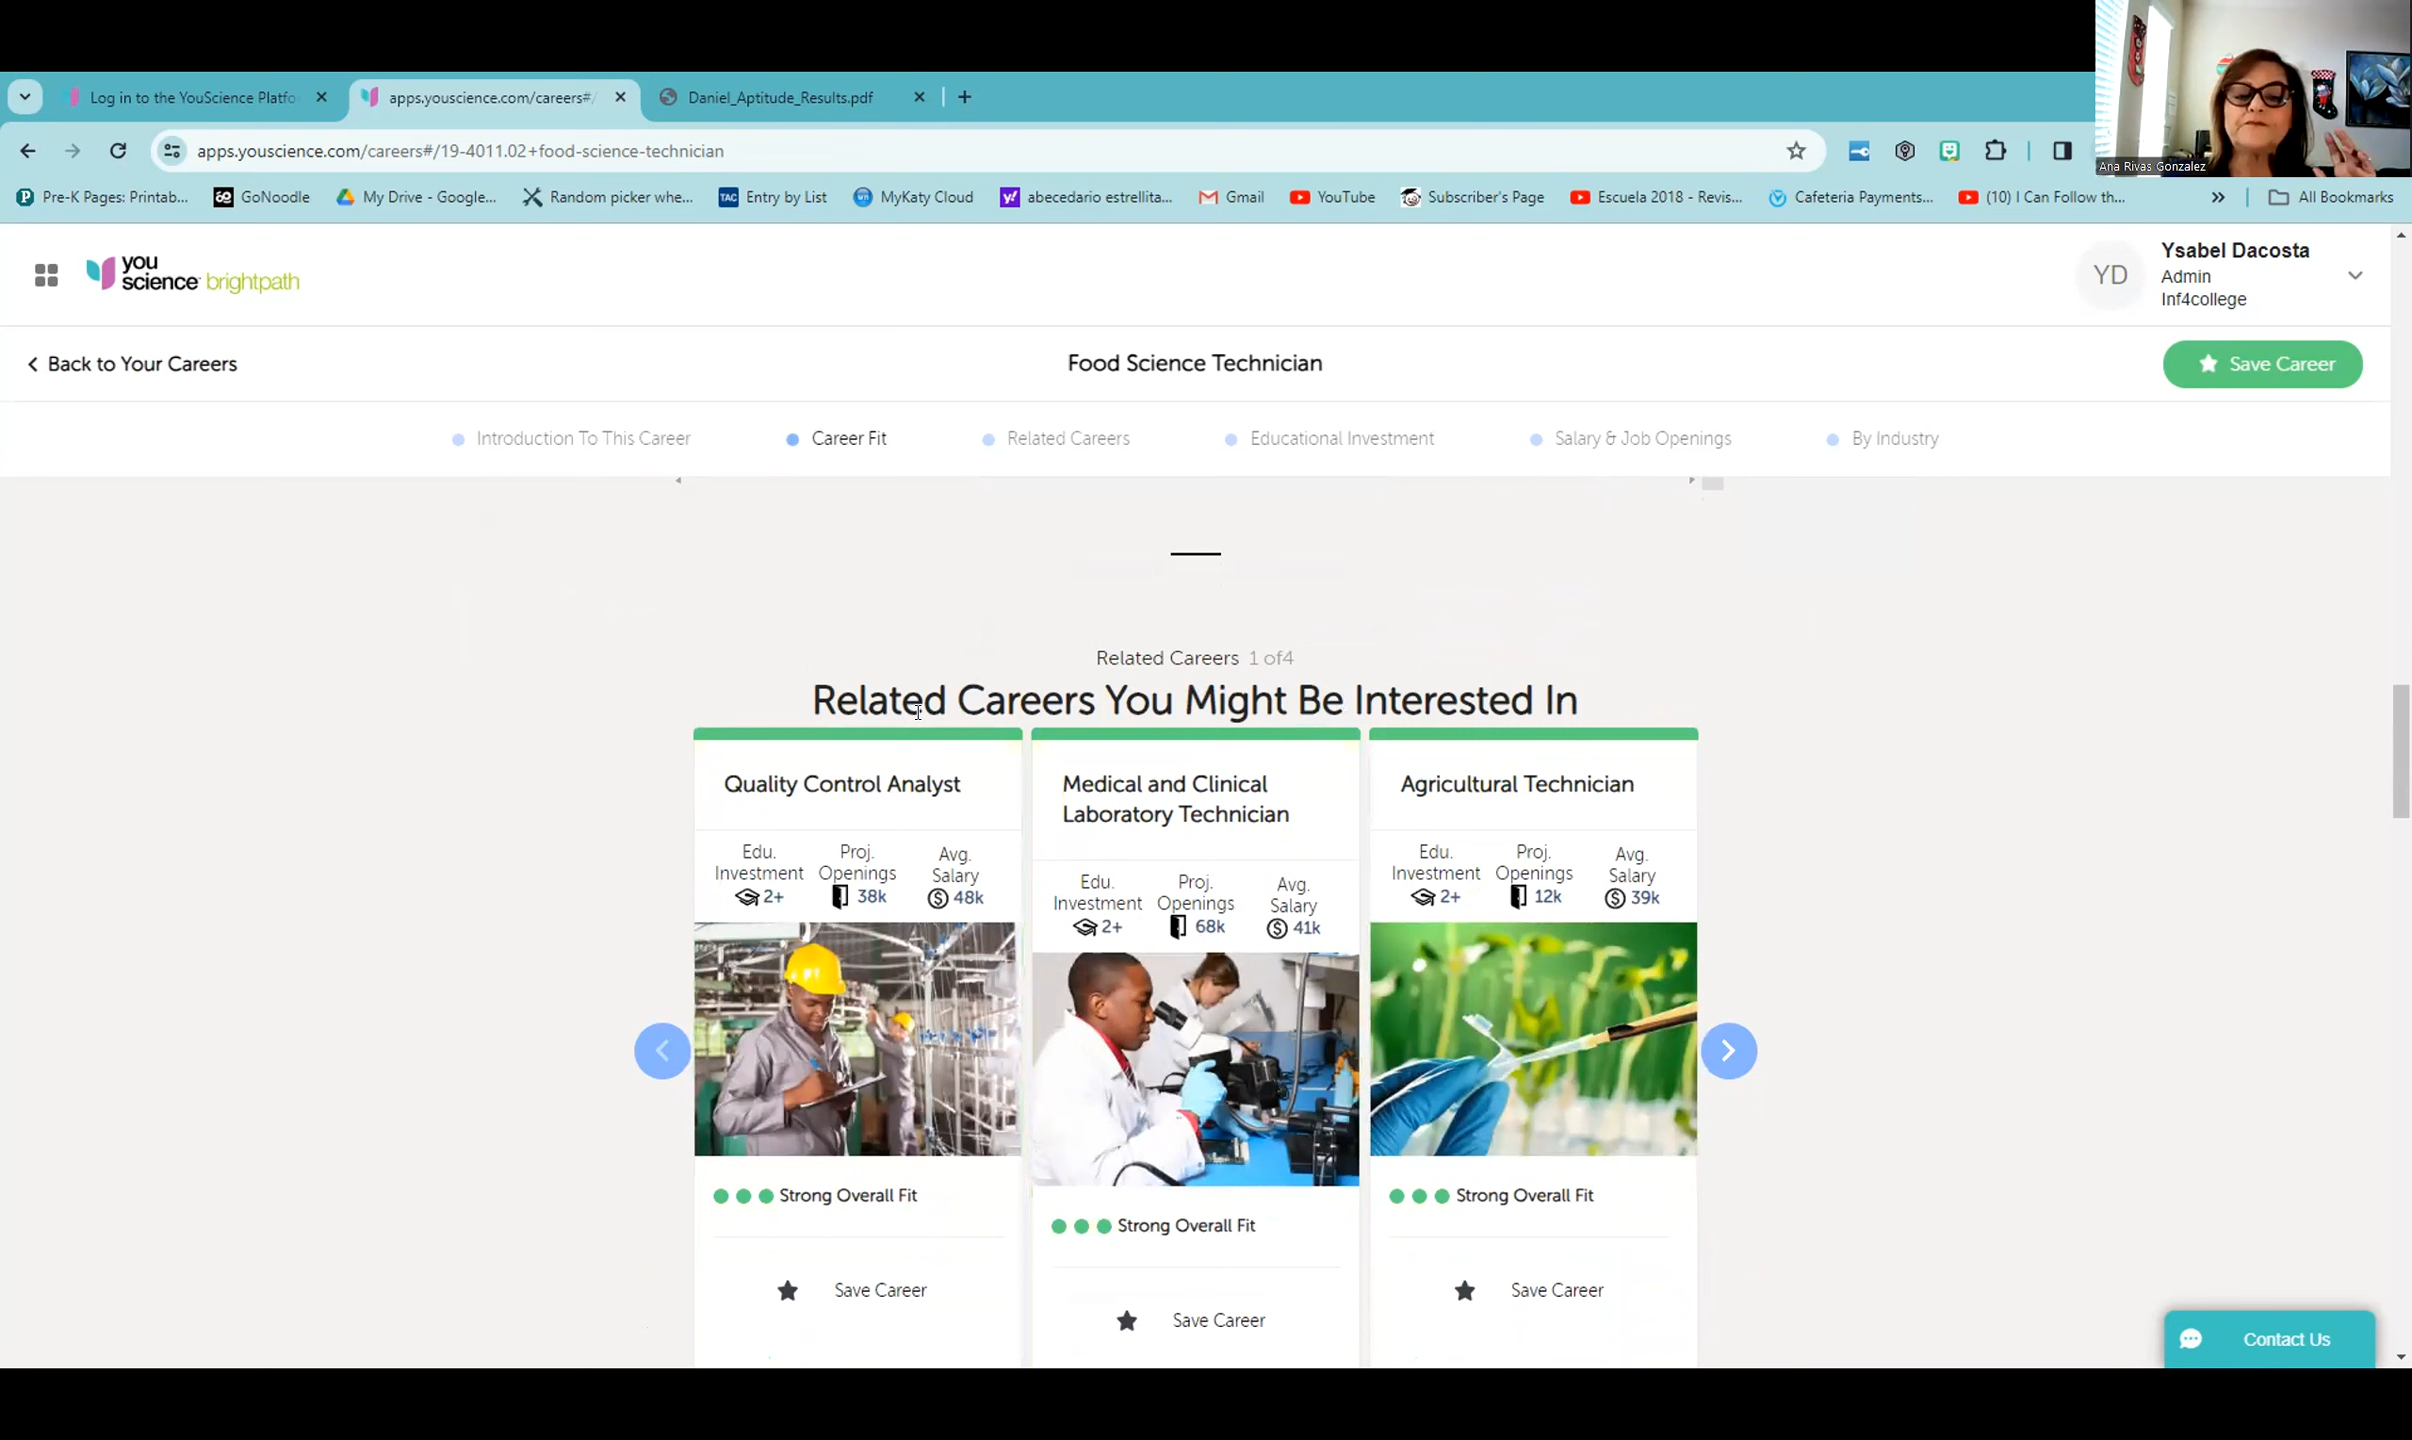 Log in to the YouScience Platfo
apps.youscience.com/careers#/
Daniel_Aptitude_Results.pdf
apps.youscience.com/careers#/19-4011.02+food-science-technician
Ana Rivas Gonzalez
Pre-K Pages: Printab...
GoNoodle
My Drive - Google...
Random picker whe...
TAC
Entry by List
MyKaty Cloud
abecedario estrellita...
Gmail
YouTube
Subscriber's Page
Escuela 2018 - Revis...
Cafeteria Payments...
(10) I Can Follow th...
All Bookmarks
you
science brightpath
YD
Ysabel Dacosta
Admin
Inf4college
Back to Your Careers
Food Science Technician
Save Career
Introduction To This Career
Career Fit
Related Careers
Educational Investment
Salary & Job Openings
By Industry
Related Careers 1 of4
Related Careers You Might Be Interested In
Quality Control Analyst
Edu. Investment 2+
Proj. Openings 38k
Avg. Salary 48k
Strong Overall Fit
Save Career
Medical and Clinical
Laboratory Technician
Edu. Investment 2+
Proj. Openings 68k
Avg. Salary 41k
Strong Overall Fit
Save Career
Agricultural Technician
Edu. Investment 2+
Proj. Openings 12k
Avg. Salary 39k
Strong Overall Fit
Save Career
Contact Us